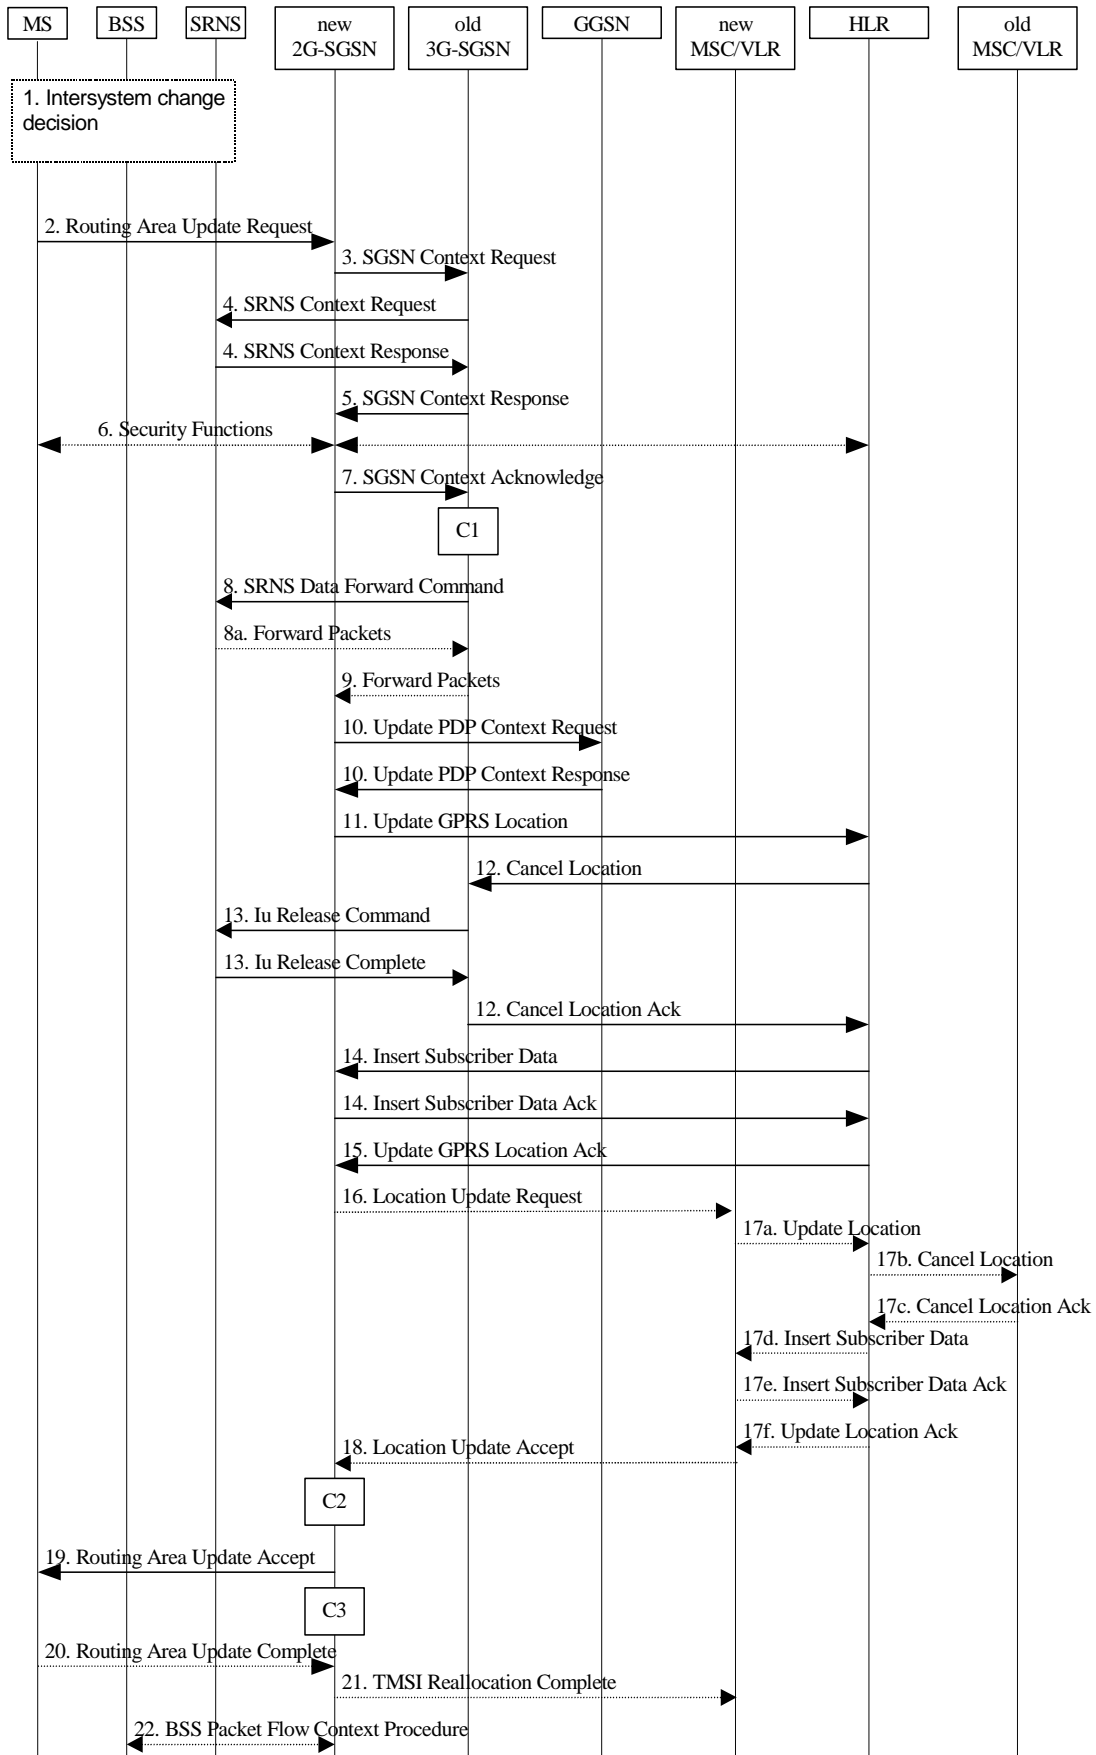 MS
BSS
SRNS
new
2G-SGSN
old
3G-SGSN
GGSN
new
MSC/VLR
HLR
old
MSC/VLR
1. Intersystem change
decision
2. Routing Area Update Request
3. SGSN Context Request
4. SRNS Context Request
4. SRNS Context Response
5. SGSN Context Response
6. Security Functions
7. SGSN Context Acknowledge
C1
8. SRNS Data Forward Command
8a. Forward Packets
9. Forward Packets
10. Update PDP Context Request
10. Update PDP Context Response
11. Update GPRS Location
12. Cancel Location
13. Iu Release Command
13. Iu Release Complete
12. Cancel Location Ack
14. Insert Subscriber Data
14. Insert Subscriber Data Ack
15. Update GPRS Location Ack
16. Location Update Request
17a. Update Location
17b. Cancel Location
17c. Cancel Location Ack
17d. Insert Subscriber Data
17e. Insert Subscriber Data Ack
17f. Update Location Ack
18. Location Update Accept
C2
19. Routing Area Update Accept
C3
20. Routing Area Update Complete
21. TMSI Reallocation Complete
22. BSS Packet Flow Context Procedure